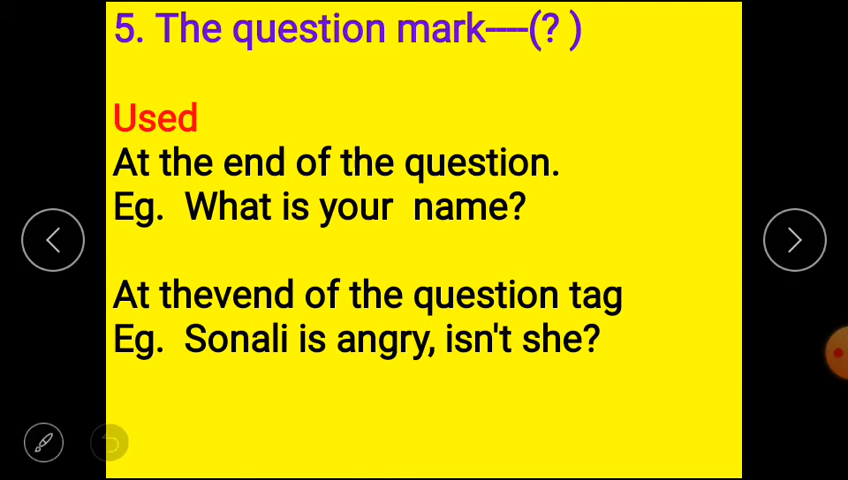 5. The question mark----(? )
Used
At the end of the question.
Eg.  What is your  name?
At thevend of the question tag
Eg.  Sonali is angry, isn't she?